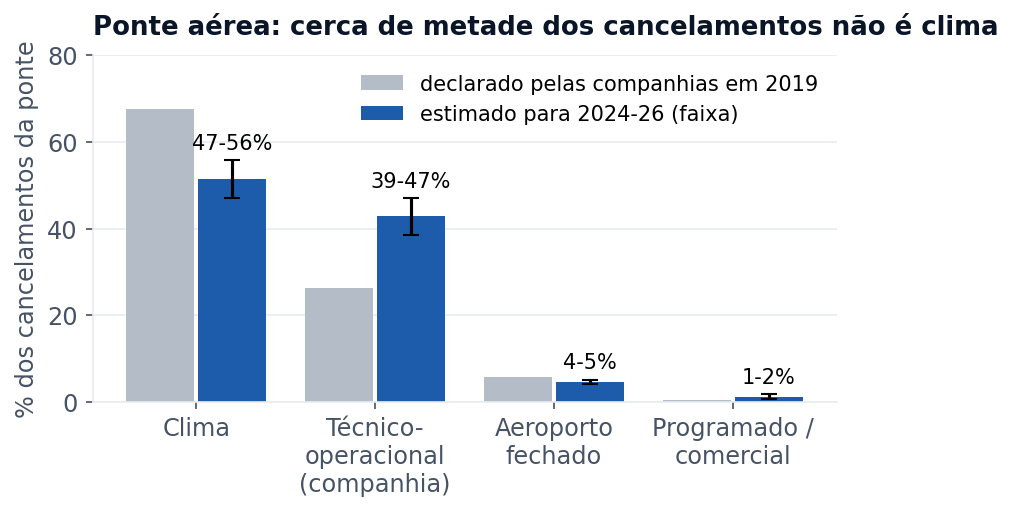 Ponte aérea: cerca de metade dos cancelamentos não é clima
% dos cancelamentos da ponte
80
60
40
20
0
declarado pelas companhias em 2019
estimado para 2024-26 (faixa)
47-56%
39-47%
4-5%
1-2%
Clima
Técnico-
operacional
(companhia)
Aeroporto
fechado
Programado /
comercial